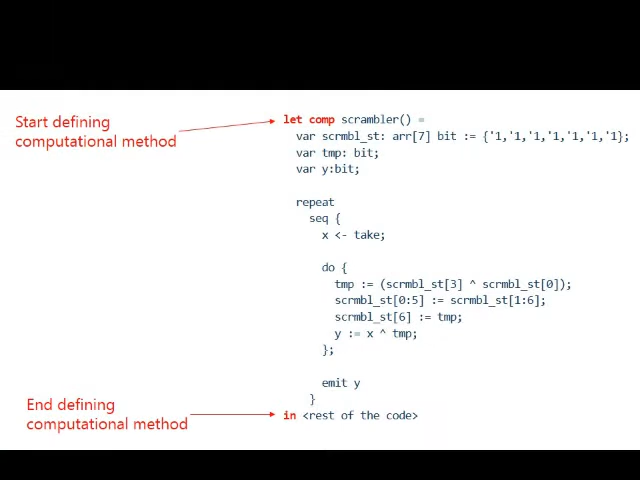 Start defining
computational method
let comp scrambler() =
var scrmbl_st: arr[7] bit := {'1,'1,'1,'1,'1,'1,'1};
var tmp: bit;
var y:bit;
repeat
seq {
x <- take;
do {
tmp := (scrmbl_st[3] ^ scrmbl_st[0]);
scrmbl_st[0:5] := scrmbl_st[1:6];
scrmbl_st[6] := tmp;
y := x ^ tmp;
};
emit y
}
End defining
computational method
in <rest of the code>